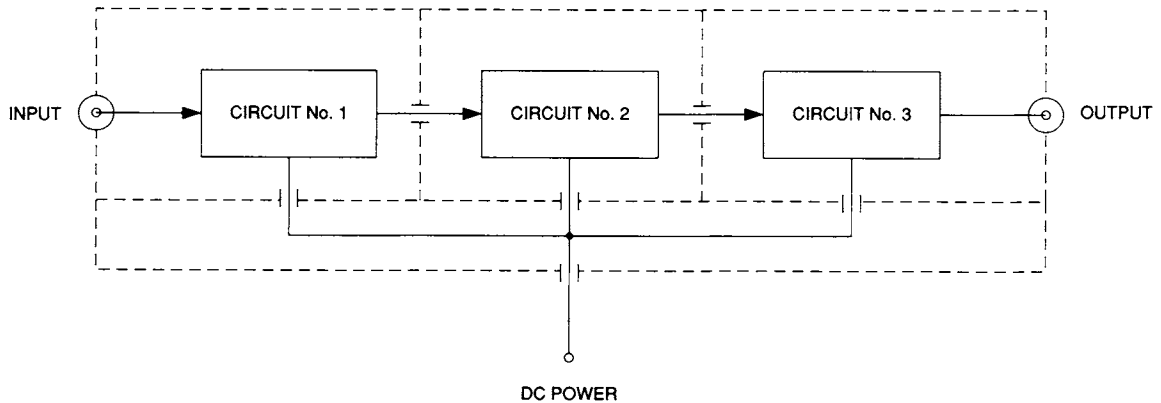 INPUT
CIRCUIT No. 1
CIRCUIT No. 2
CIRCUIT No. 3
OUTPUT
DC POWER